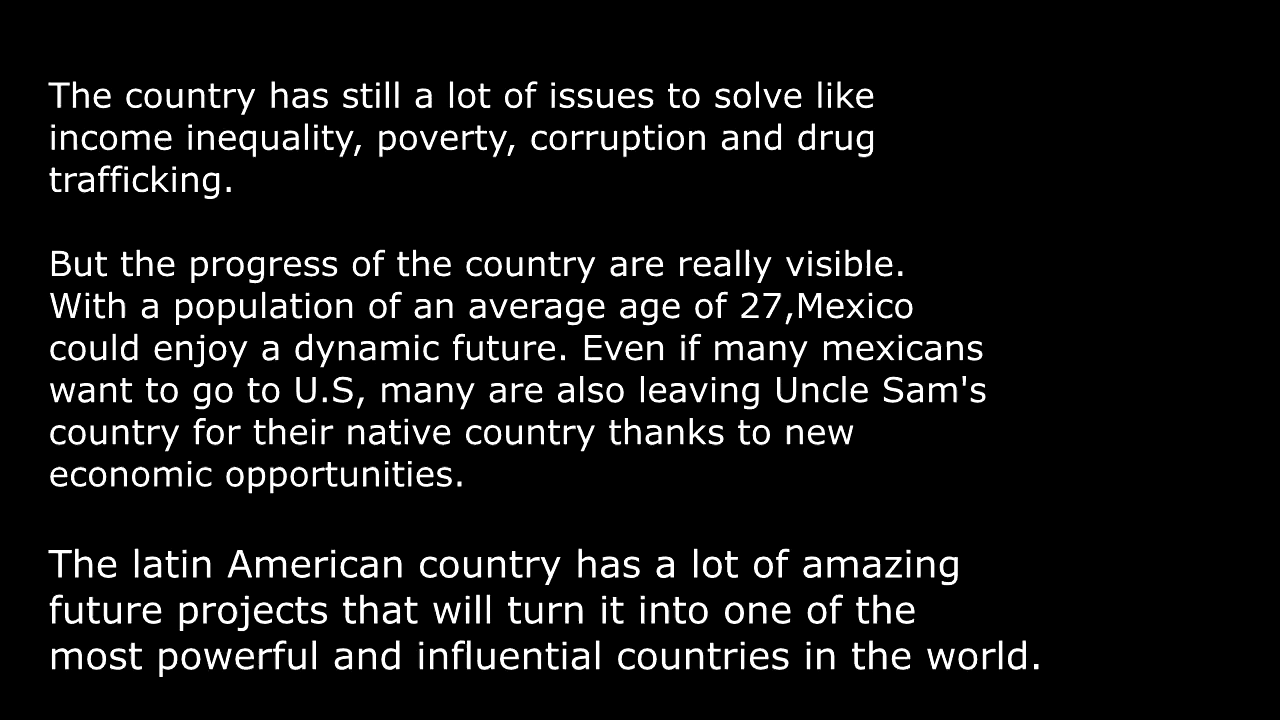 The country has still a lot of issues to solve like
income inequality, poverty, corruption and drug
trafficking.
But the progress of the country are really visible.
With a population of an average age of 27,Mexico
could enjoy a dynamic future. Even if many mexicans
want to go to U.S, many are also leaving Uncle Sam's
country for their native country thanks to new
economic opportunities.
The latin American country has a lot of amazing
future projects that will turn it into one of the
most powerful and influential countries in the world.